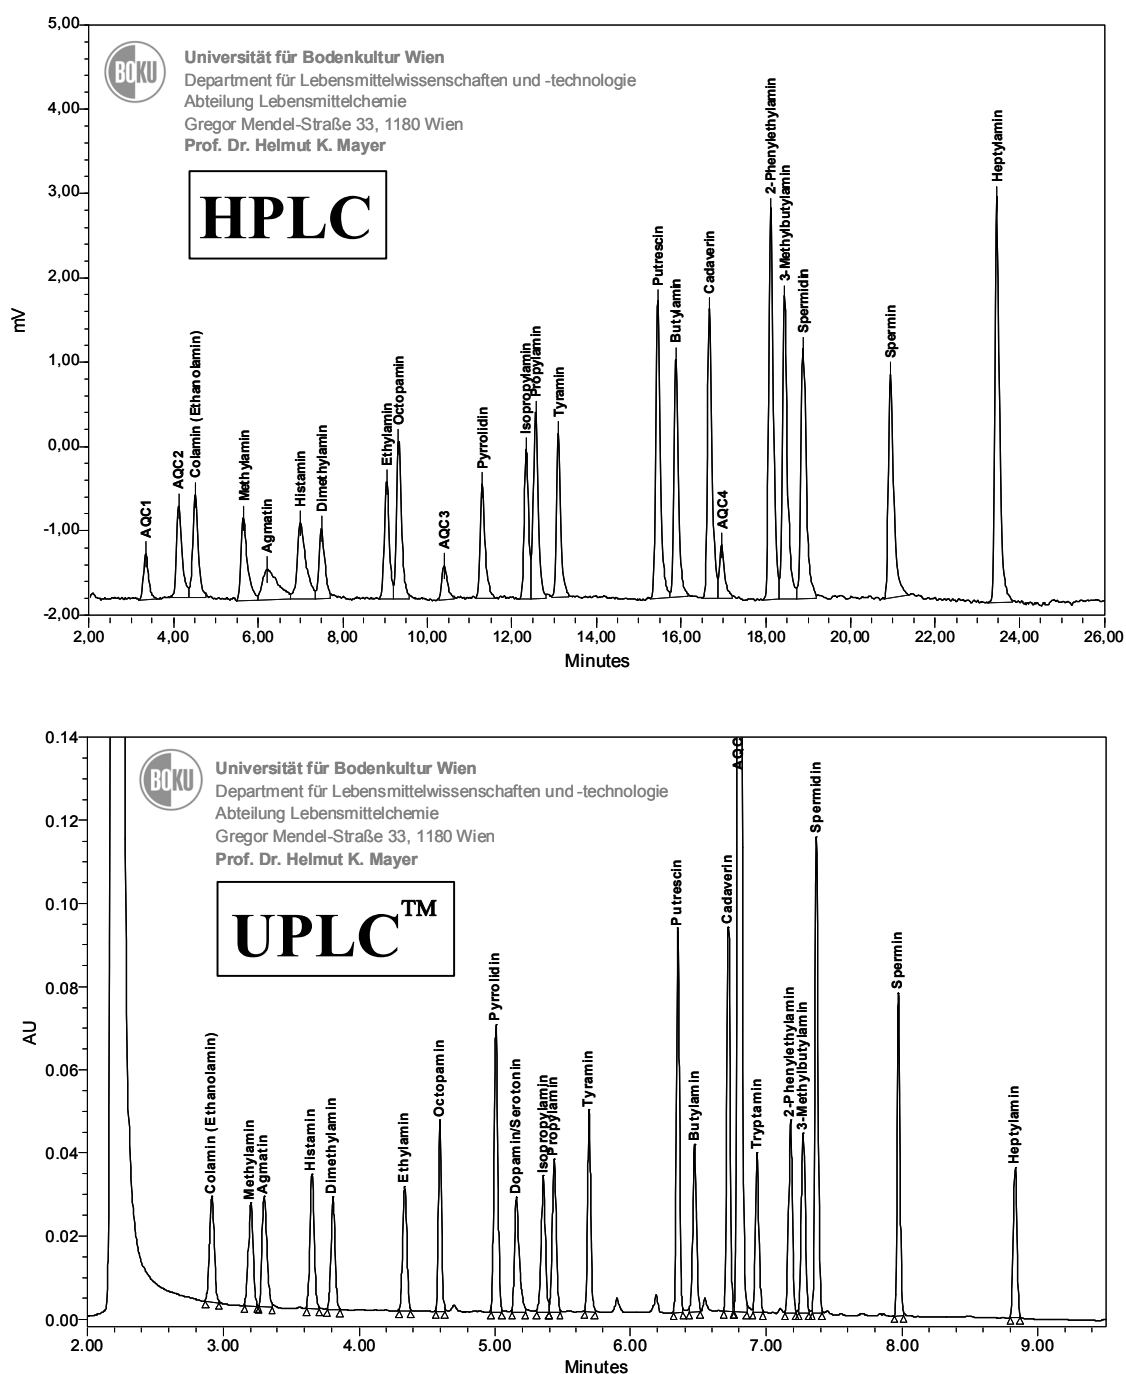 5,00
4,00
3,00
2,00
1,00
0,00
-1,00
-2,00
mV
BOKU
Universität für Bodenkultur Wien
Department für Lebensmittelwissenschaften und -technologie
Abteilung Lebensmittelchemie
Gregor Mendel-Straße 33, 1180 Wien
Prof. Dr. Helmut K. Mayer
HPLC
AQC1
AQC2
Colamin (Ethanolamin)
Methylamin
Agmatin
Histamin
Dimethylamin
Ethylamin
Octopamin
AQC3
Pyrrolidin
Isopropylamin
Propylamin
Tyramin
Putrescin
Butylamin
Cadaverin
AQC4
2-Phenylethylamin
3-Methylbutylamin
Spermidin
Spermin
Heptylamin
2,00 4,00 6,00 8,00 10,00 12,00 14,00 16,00 18,00 20,00 22,00 24,00 26,00
Minutes
0.14
0.12
0.10
0.08
0.06
0.04
0.02
0.00
AU
BOKU
Universität für Bodenkultur Wien
Department für Lebensmittelwissenschaften und -technologie
Abteilung Lebensmittelchemie
Gregor Mendel-Straße 33, 1180 Wien
Prof. Dr. Helmut K. Mayer
UPLC™
Colamin (Ethanolamin)
Methylamin
Agmatin
Histamin
Dimethylamin
Ethylamin
Octopamin
Pyrrolidin
Dopamin/Serotonin
Isopropylamin
Propylamin
Tyramin
Putrescin
Butylamin
Cadaverin
AQC
Tryptamin
2-Phenylethylamin
3-Methylbutylamin
Spermidin
Spermin
Heptylamin
2.00 3.00 4.00 5.00 6.00 7.00 8.00 9.00
Minutes